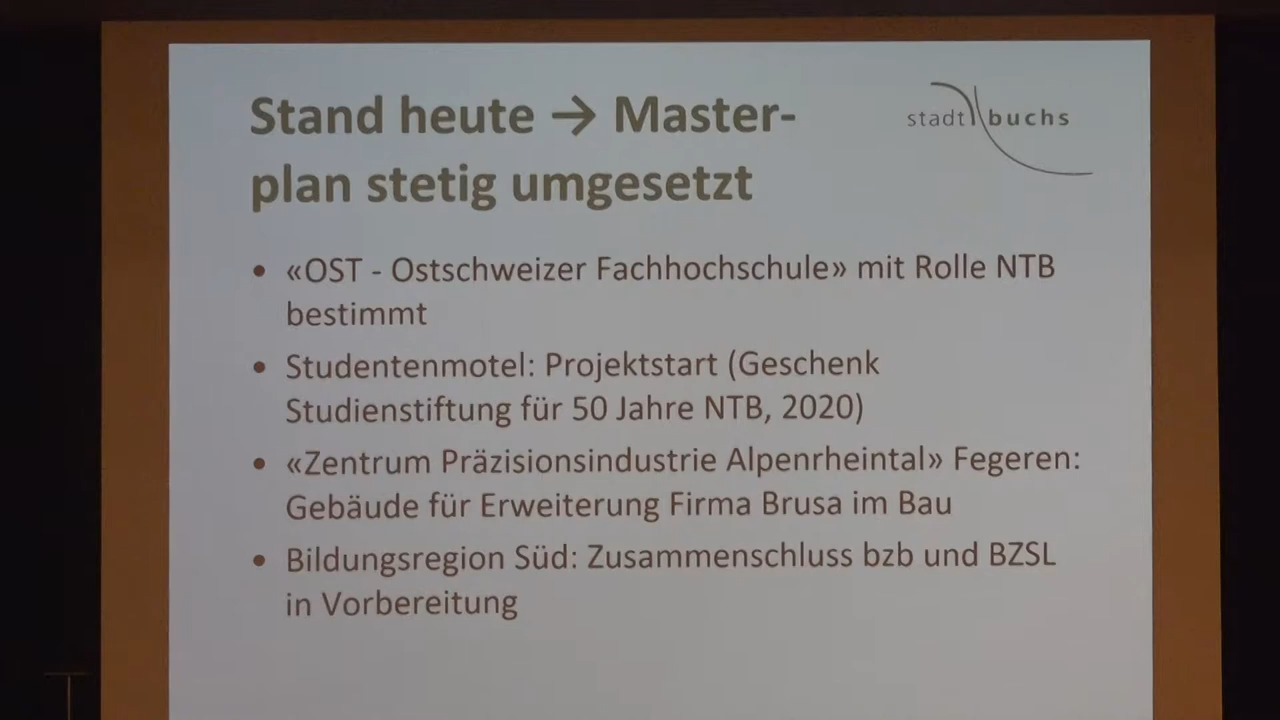 Stand heute → Master-
plan stetig umgesetzt
stadt buchs
• «OST - Ostschweizer Fachhochschule» mit Rolle NTB
bestimmt
• Studentenmotel: Projektstart (Geschenk
Studienstiftung für 50 Jahre NTB, 2020)
• «Zentrum Präzisionsindustrie Alpenrheintal» Fegeren:
Gebäude für Erweiterung Firma Brusa im Bau
• Bildungsregion Süd: Zusammenschluss bzb und BZSL
in Vorbereitung